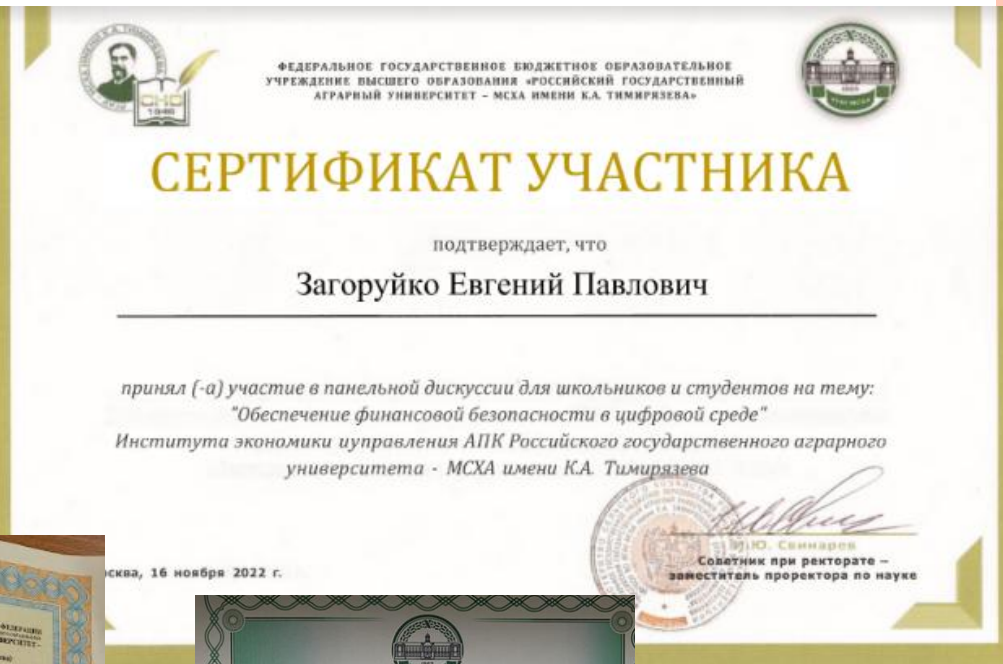 ФЕДЕРАЛЬНОЕ ГОСУДАРСТВЕННОЕ БЮДЖЕТНОЕ ОБРАЗОВАТЕЛЬНОЕ
УЧРЕЖДЕНИЕ ВЫСШЕГО ОБРАЗОВАНИЯ «РОССИЙСКИЙ ГОСУДАРСТВЕННЫЙ
АГРАРНЫЙ УНИВЕРСИТЕТ – МСХА ИМЕНИ К.А. ТИМИРЯЗЕВА»
СНО
1946
СЕРТИФИКАТ УЧАСТНИКА
подтверждает, что
Загоруйко Евгений Павлович
принял (-а) участие в панельной дискуссии для школьников и студентов на тему:
"Обеспечение финансовой безопасности в цифровой среде"
Института экономики иуправления АПК Российского государственного аграрного
университета - МСХА имени К.А. Тимирязева
Ю. Свинарев
Советник при ректорате –
заместитель проректора по науке
сква, 16 ноября 2022 г.